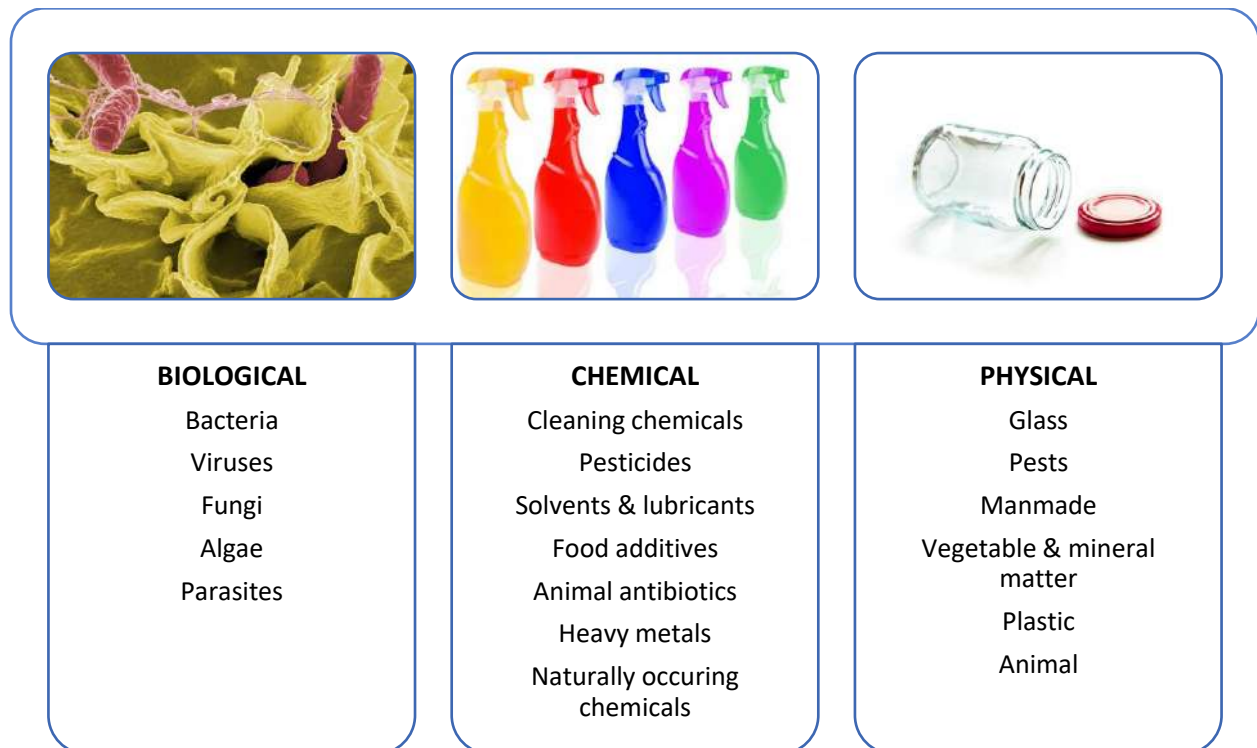 BIOLOGICAL
Bacteria
Viruses
Fungi
Algae
Parasites
CHEMICAL
Cleaning chemicals
Pesticides
Solvents & lubricants
Food additives
Animal antibiotics
Heavy metals
Naturally occuring
chemicals
PHYSICAL
Glass
Pests
Manmade
Vegetable & mineral
matter
Plastic
Animal